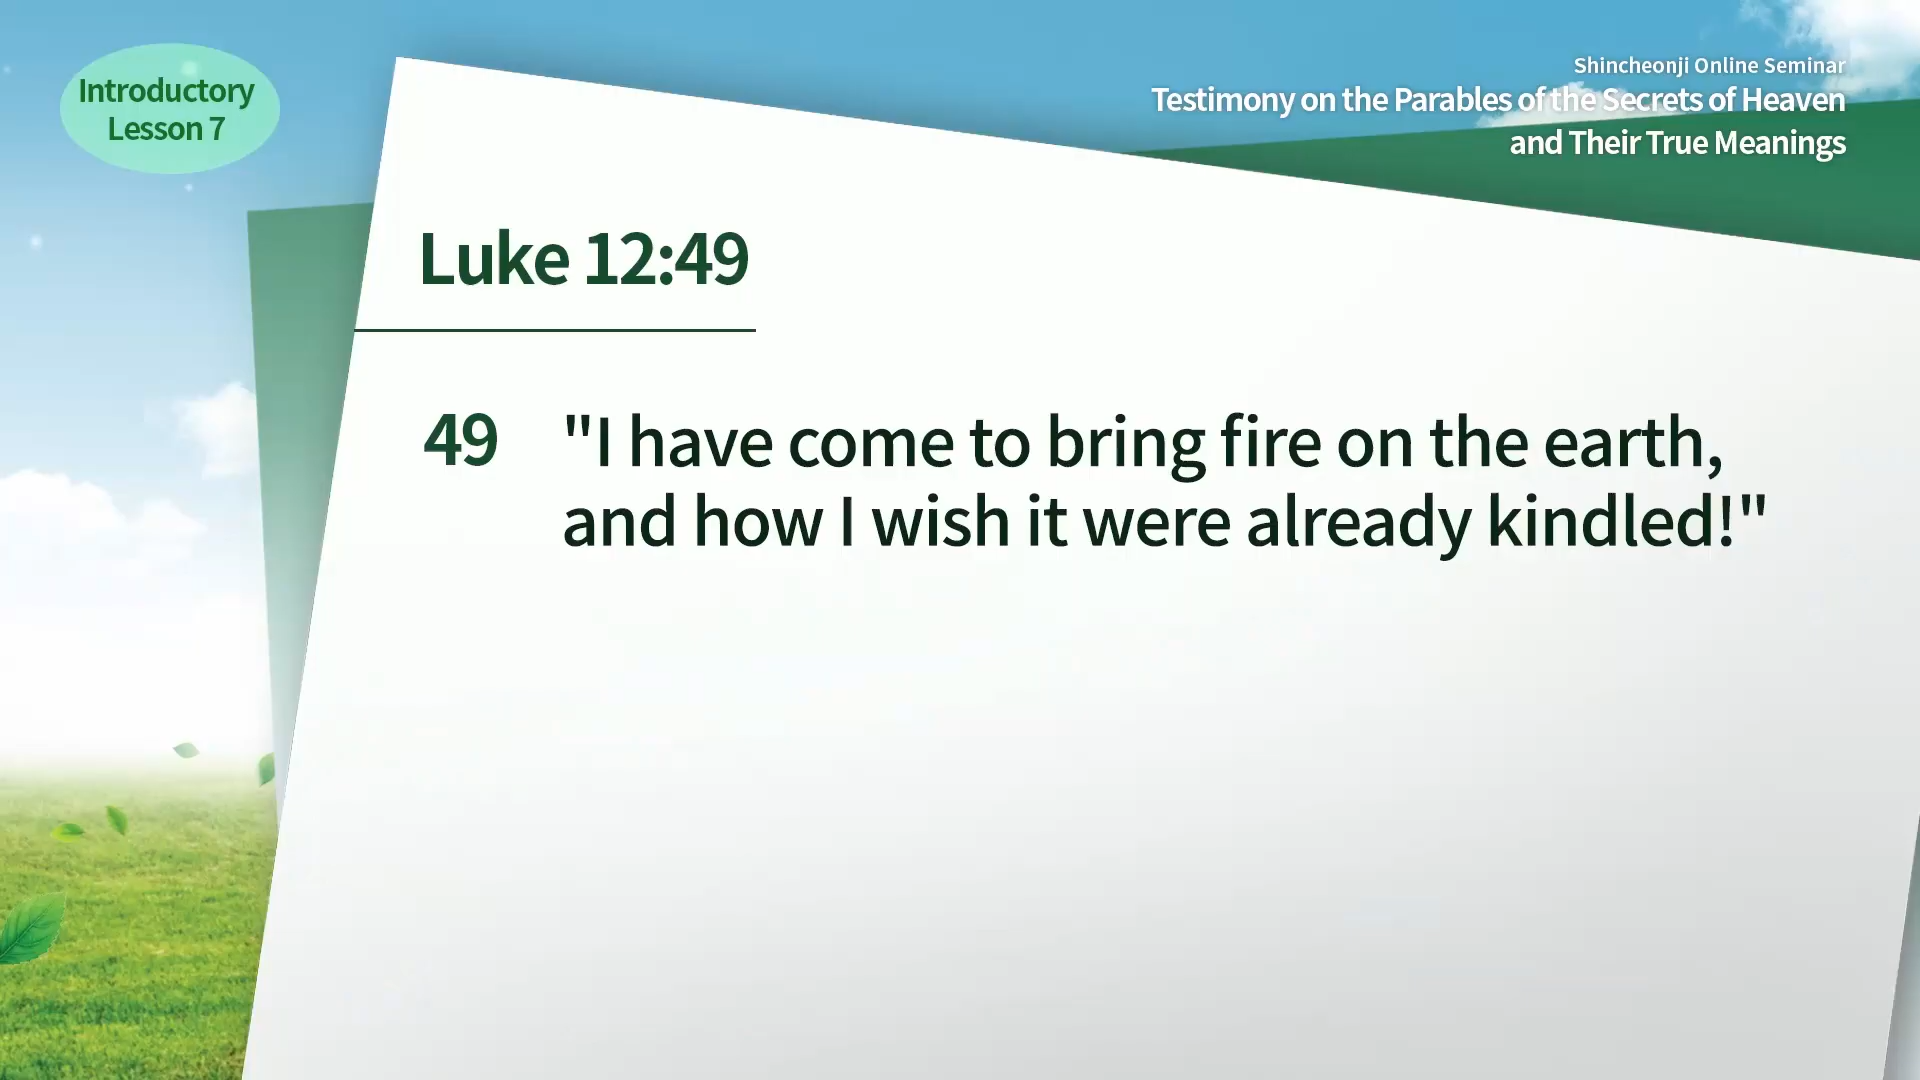 Introductory
Lesson 7
Shincheonji Online Seminar
Testimony on the Parables of the Secrets of Heaven
and Their True Meanings
Luke 12:49
49 "I have come to bring fire on the earth,
and how I wish it were already kindled!"